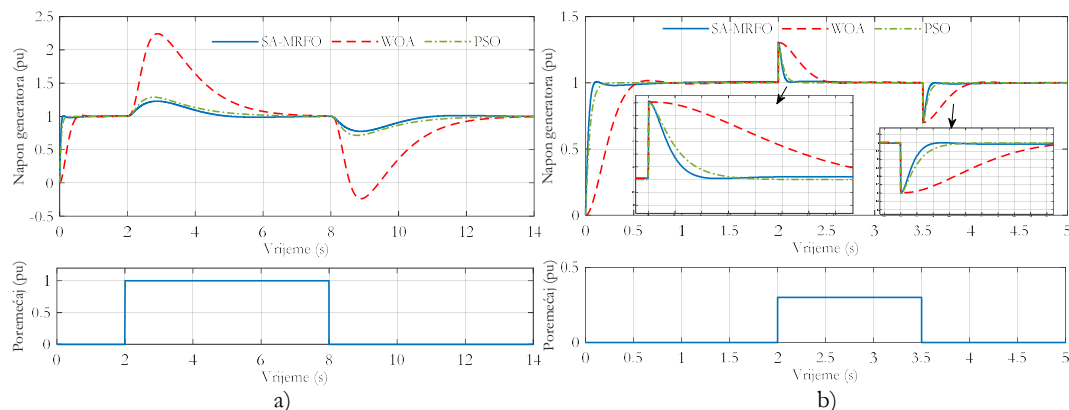 SA-MRFO WOA PSO
Napon generatora (pu)
2.5
2
1.5
1
0.5
0
-0.5
0 2 4 6 8 10 12 14
Vrijeme (s)
Poremećaj (pu)
1
0.5
0
0 2 4 6 8 10 12 14
Vrijeme (s)
a)
SA-MRFO WOA PSO
Napon generatora (pu)
1.5
1
0.5
0
0 0.5 1 1.5 2 2.5 3 3.5 4 4.5 5
Vrijeme (s)
Poremećaj (pu)
0.5
0
0 0.5 1 1.5 2 2.5 3 3.5 4 4.5 5
Vrijeme (s)
b)